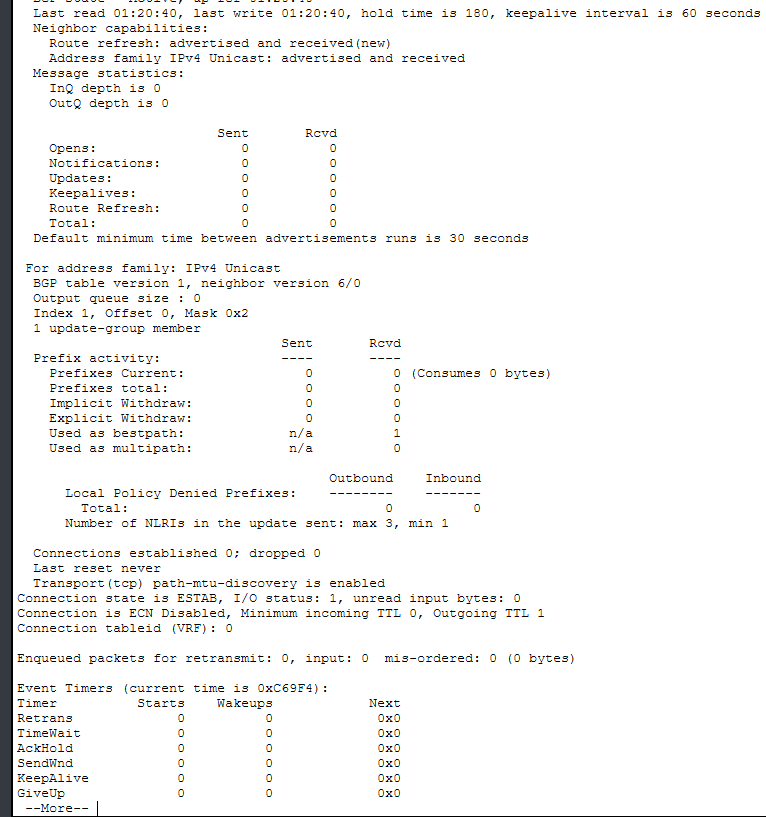 Last read 01:20:40, last write 01:20:40, hold time is 180, keepalive interval is 60 seconds
Neighbor capabilities:
Route refresh: advertised and received(new)
Address family IPv4 Unicast: advertised and received
Message statistics:
InQ depth is 0
OutQ depth is 0
Sent Rcvd
Opens: 0 0
Notifications: 0 0
Updates: 0 0
Keepalives: 0 0
Route Refresh: 0 0
Total: 0 0
Default minimum time between advertisements runs is 30 seconds
For address family: IPv4 Unicast
BGP table version 1, neighbor version 6/0
Output queue size : 0
Index 1, Offset 0, Mask 0x2
1 update-group member
Sent Rcvd
Prefix activity: ---- ----
Prefixes Current: 0 0 (Consumes 0 bytes)
Prefixes total: 0 0
Implicit Withdraw: 0 0
Explicit Withdraw: 0 0
Used as bestpath: n/a 1
Used as multipath: n/a 0
Outbound Inbound
Local Policy Denied Prefixes: -------- -------
Total: 0 0
Number of NLRIs in the update sent: max 3, min 1
Connections established 0; dropped 0
Last reset never
Transport(tcp) path-mtu-discovery is enabled
Connection state is ESTAB, I/O status: 1, unread input bytes: 0
Connection is ECN Disabled, Minimum incoming TTL 0, Outgoing TTL 1
Connection tableid (VRF): 0
Enqueued packets for retransmit: 0, input: 0 mis-ordered: 0 (0 bytes)
Event Timers (current time is 0xC69F4):
Timer Starts Wakeups Next
Retrans 0 0 0x0
TimeWait 0 0 0x0
AckHold 0 0 0x0
SendWnd 0 0 0x0
KeepAlive 0 0 0x0
GiveUp 0 0 0x0
--More--